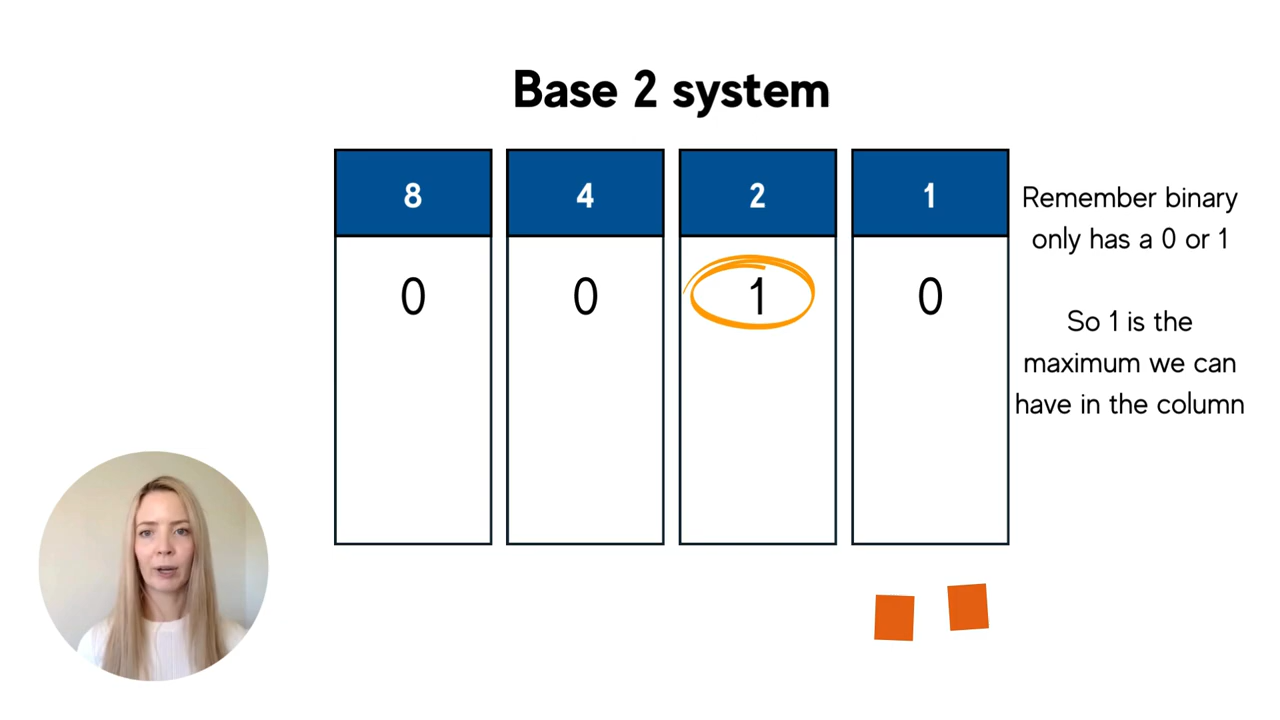 Base 2 system
8 4 2 1
0 0 1 0
Remember binary
only has a 0 or 1
So 1 is the
maximum we can
have in the column